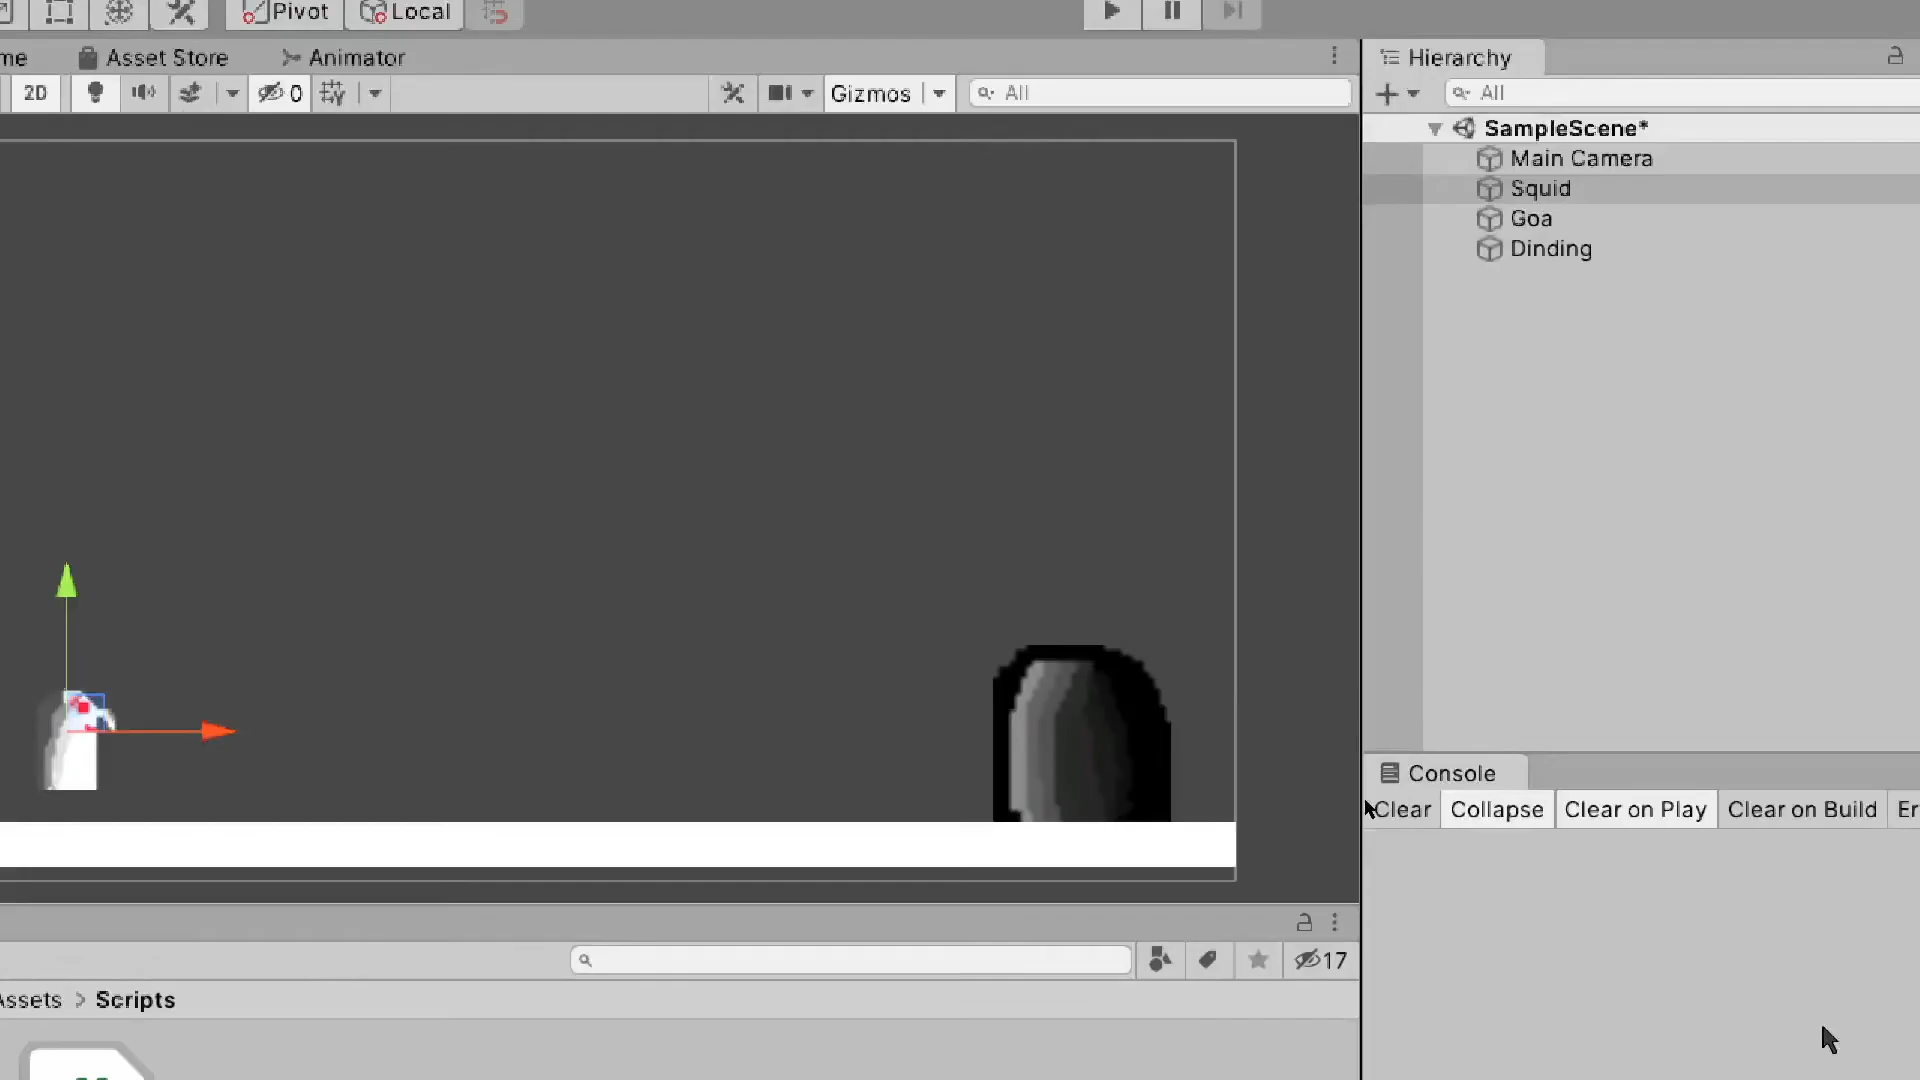 Pivot Local
me Asset Store Animator Hierarchy
2D 0 Gizmos All All
SampleScene*
Main Camera
Squid
Goa
Dinding
Console
Clear Collapse Clear on Play Clear on Build Er
17
Assets > Scripts